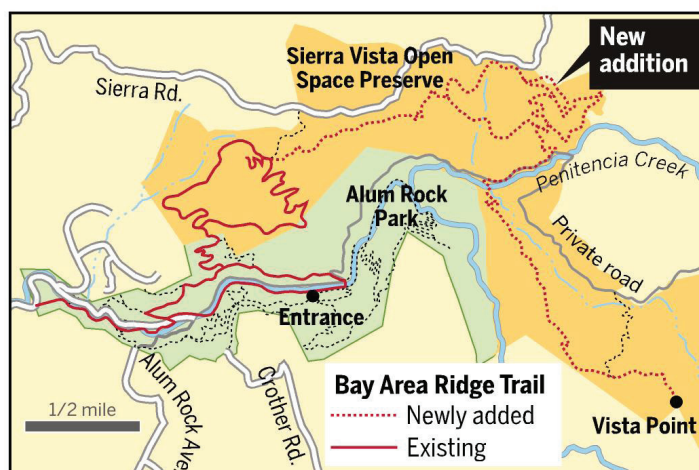 Sierra Vista Open
Space Preserve
New
addition
Sierra Rd.
Penitencia Creek
Alum Rock
Park
Private road
Entrance
Alum Rock Ave
Crother Rd.
1/2 mile
Bay Area Ridge Trail
Newly added
Existing
Vista Point